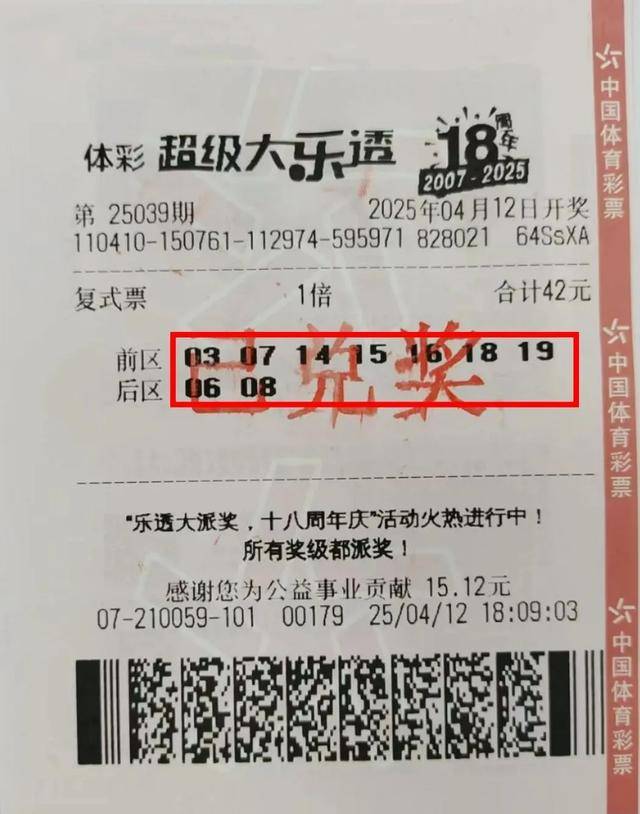 体彩 超级大乐透 18周年
2007-2025
第 25039期 2025年04月12日开奖
110410-150761-112974-595971 828021 64SsXA
复式票 1倍 合计42元
前区 03 07 14 15 16 18 19
后区 06 08
已兑奖
“乐透大派奖，十八周年庆”活动火热进行中！
所有奖级都派奖！
感谢您为公益事业贡献 15.12元
07-210059-101 00179 25/04/12 18:09:03
中国体育彩票
中国体育彩票
中国体育彩票